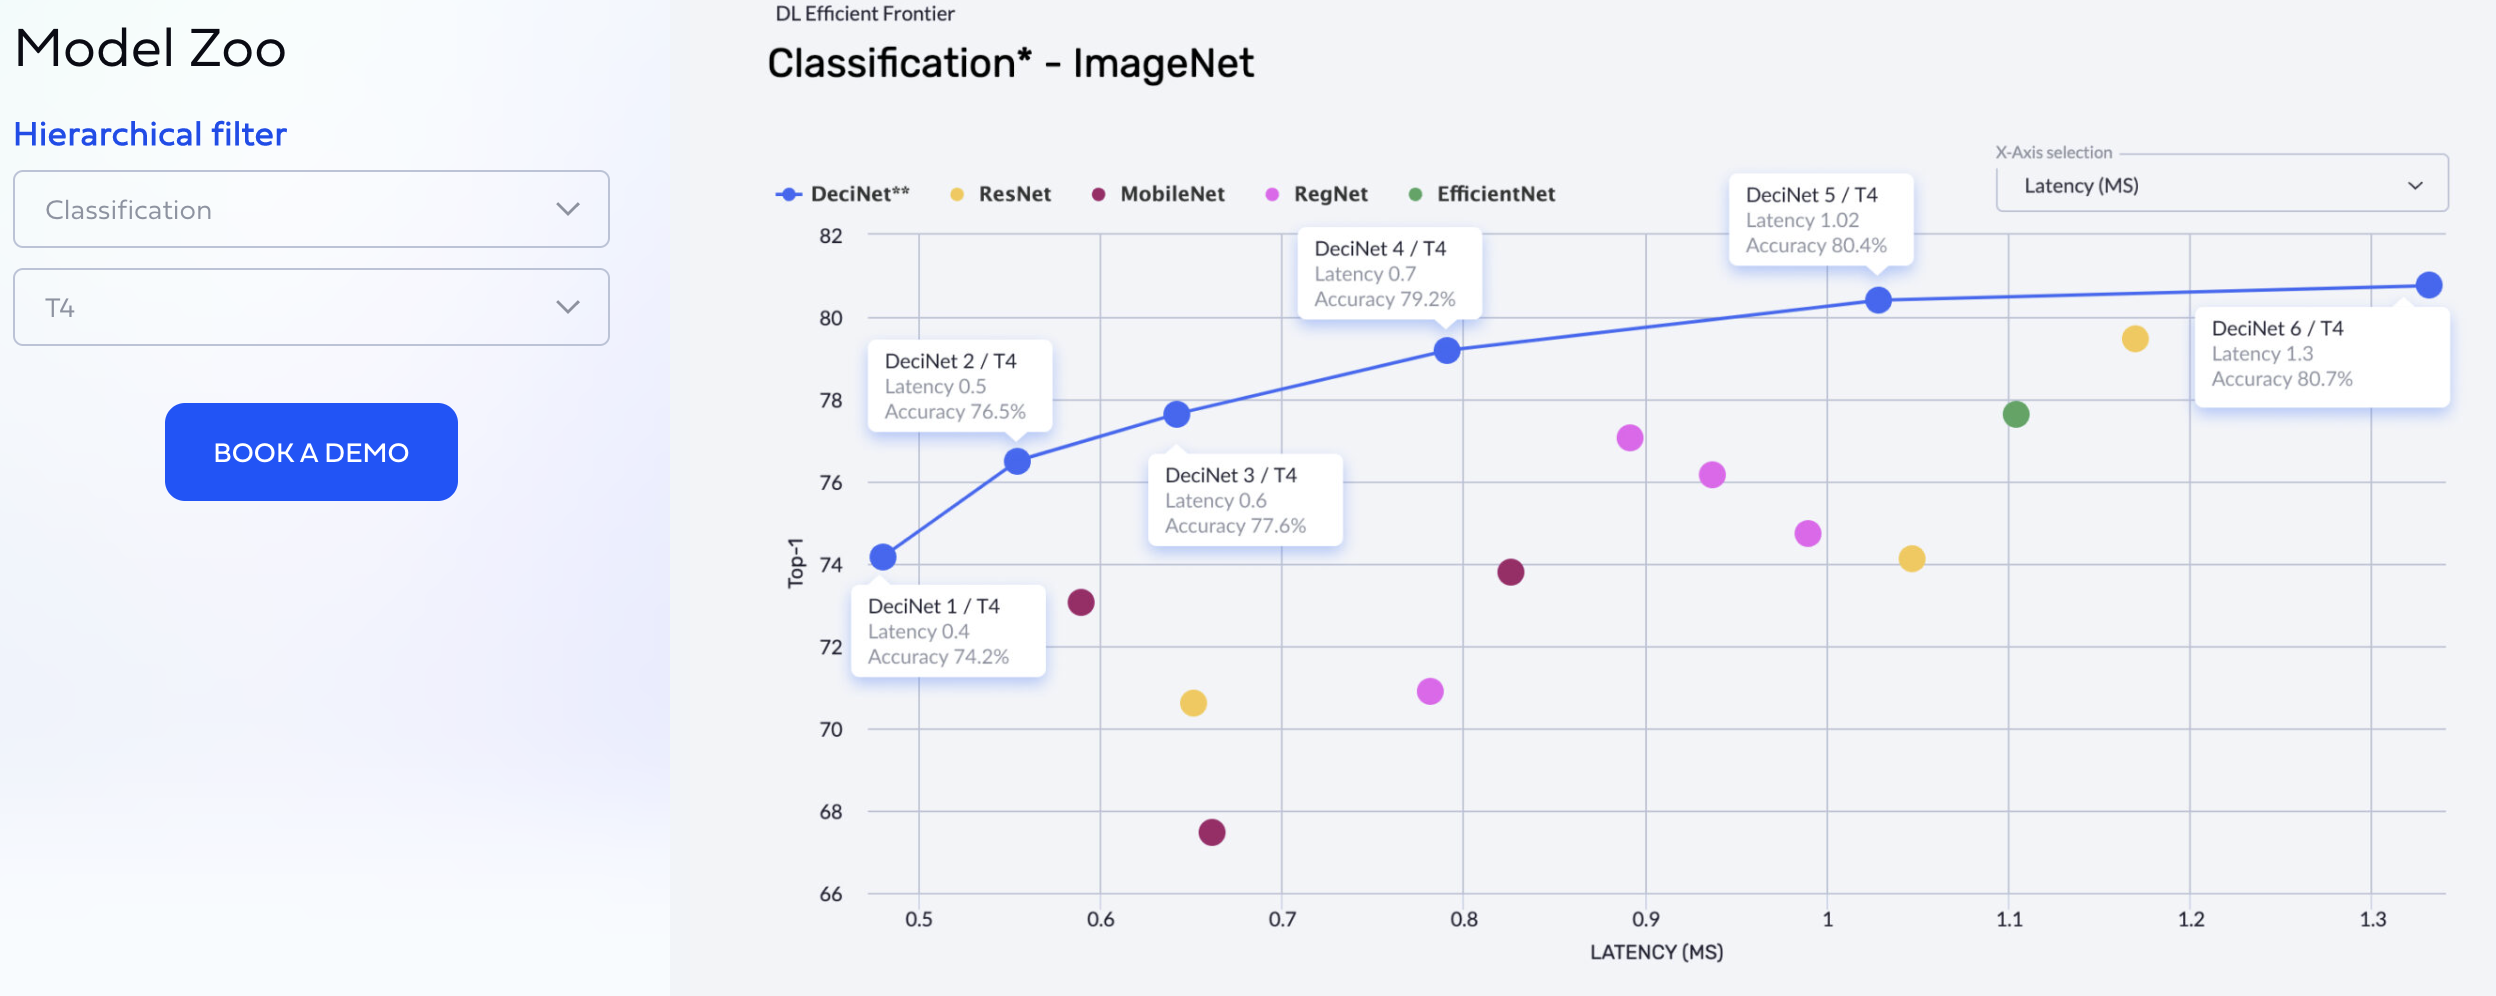 Model Zoo
Hierarchical filter
Classification
T4
BOOK A DEMO
DL Efficient Frontier
Classification* - ImageNet
X-Axis selection
Latency (MS)
DeciNet**
ResNet
MobileNet
RegNet
EfficientNet
DeciNet 5 / T4
Latency 1.02
Accuracy 80.4%
DeciNet 4 / T4
Latency 0.7
Accuracy 79.2%
DeciNet 6 / T4
Latency 1.3
Accuracy 80.7%
DeciNet 2 / T4
Latency 0.5
Accuracy 76.5%
DeciNet 3 / T4
Latency 0.6
Accuracy 77.6%
DeciNet 1 / T4
Latency 0.4
Accuracy 74.2%
Top-1
82
80
78
76
74
72
70
68
66
0.5
0.6
0.7
0.8
0.9
1
1.1
1.2
1.3
LATENCY (MS)